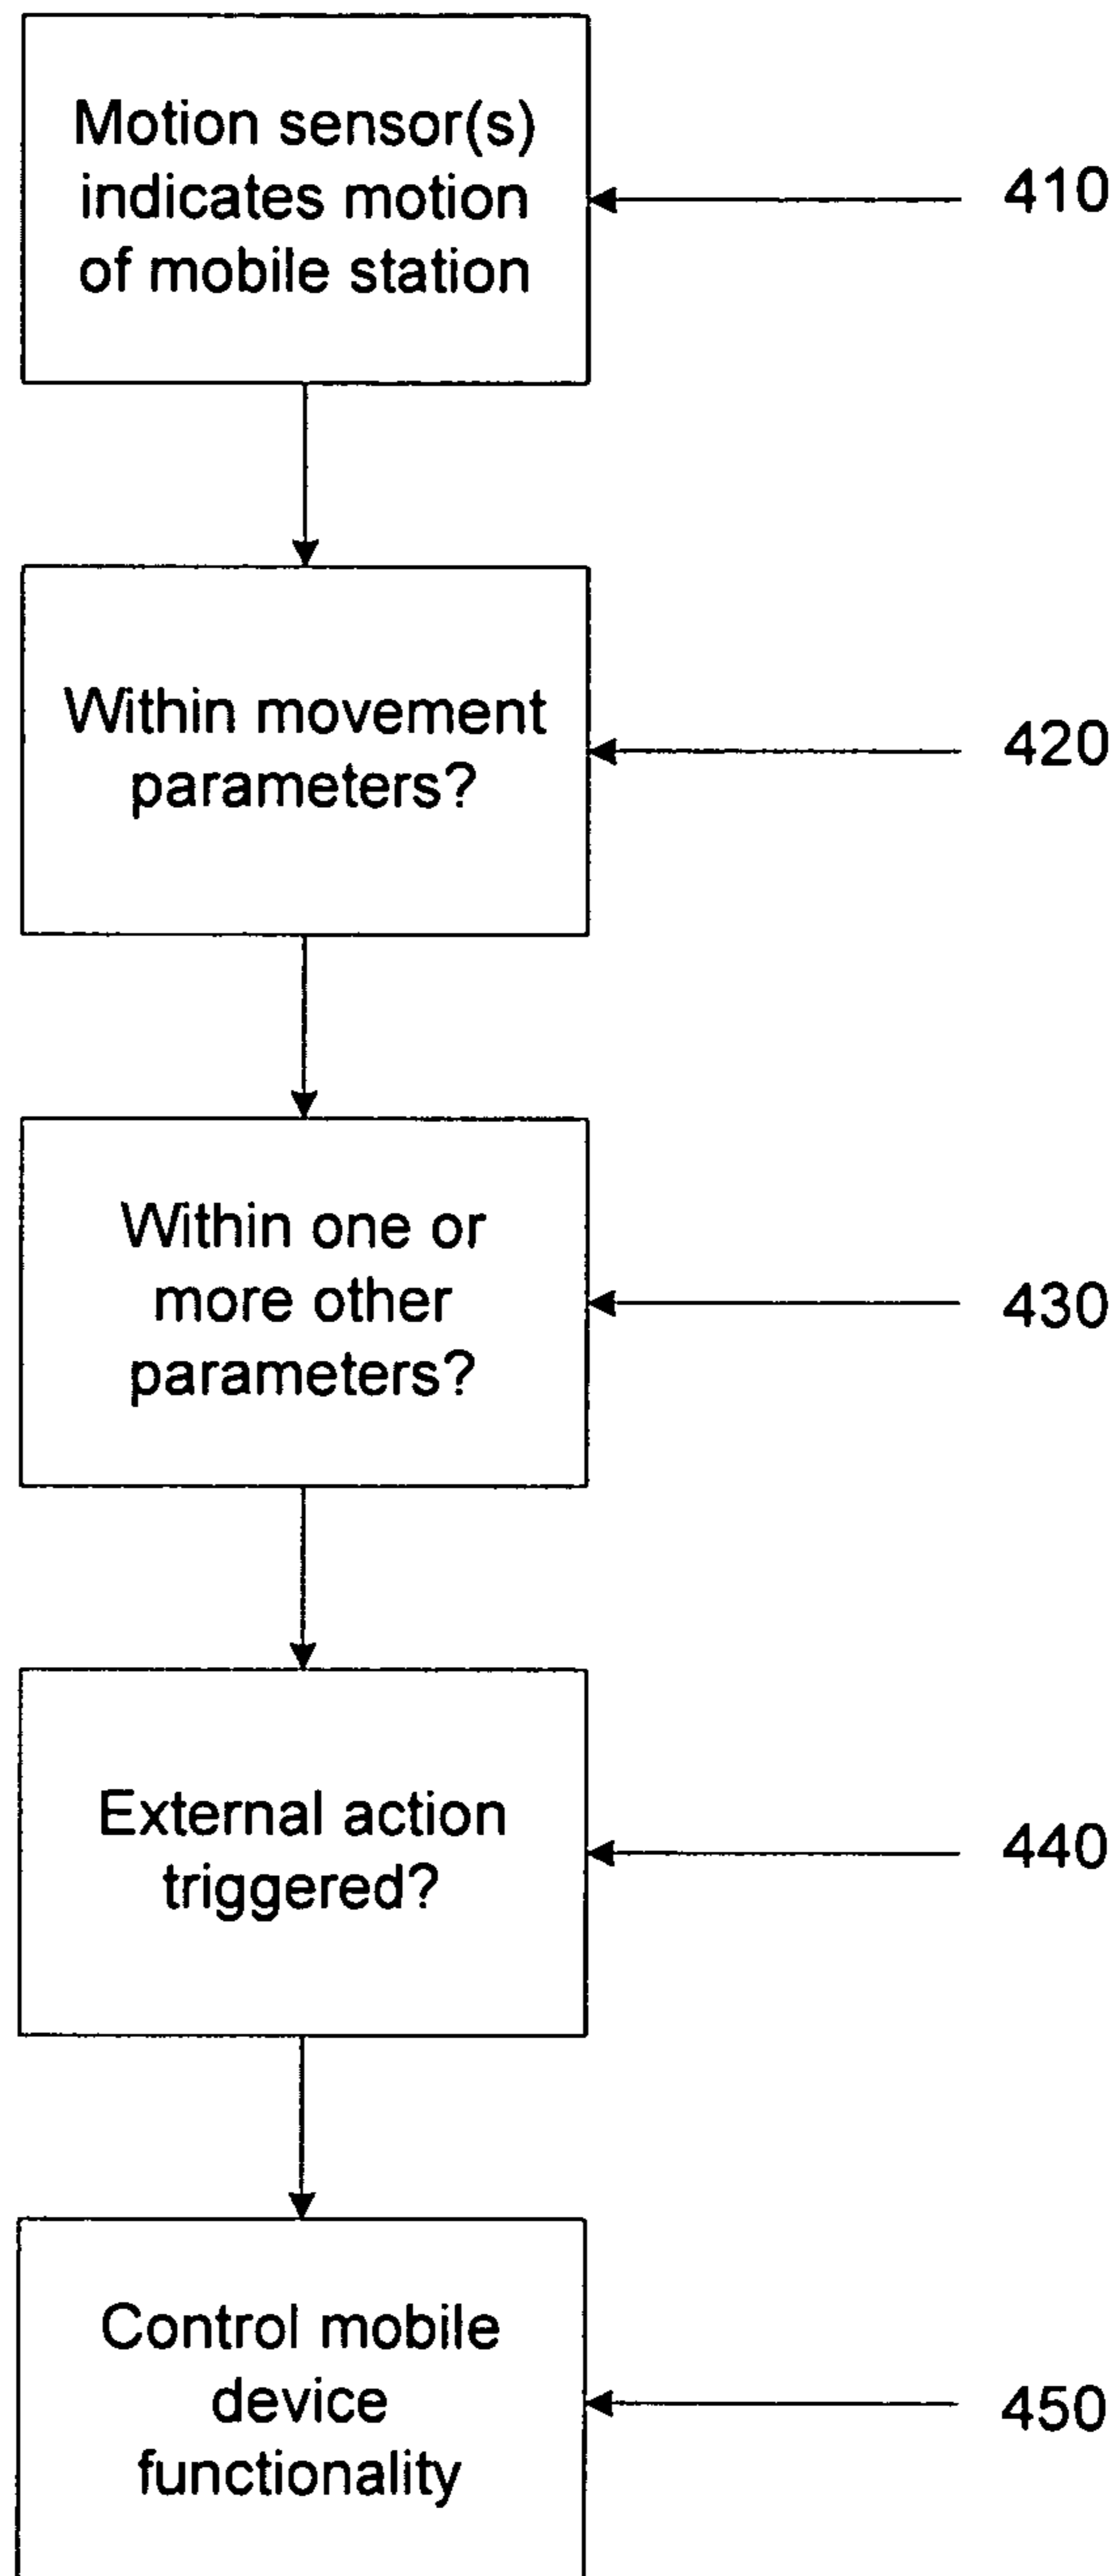 Motion sensor(s)
indicates motion
of mobile station
410
Within movement
parameters?
420
Within one or
more other
parameters?
430
External action
triggered?
440
Control mobile
device
functionality
450